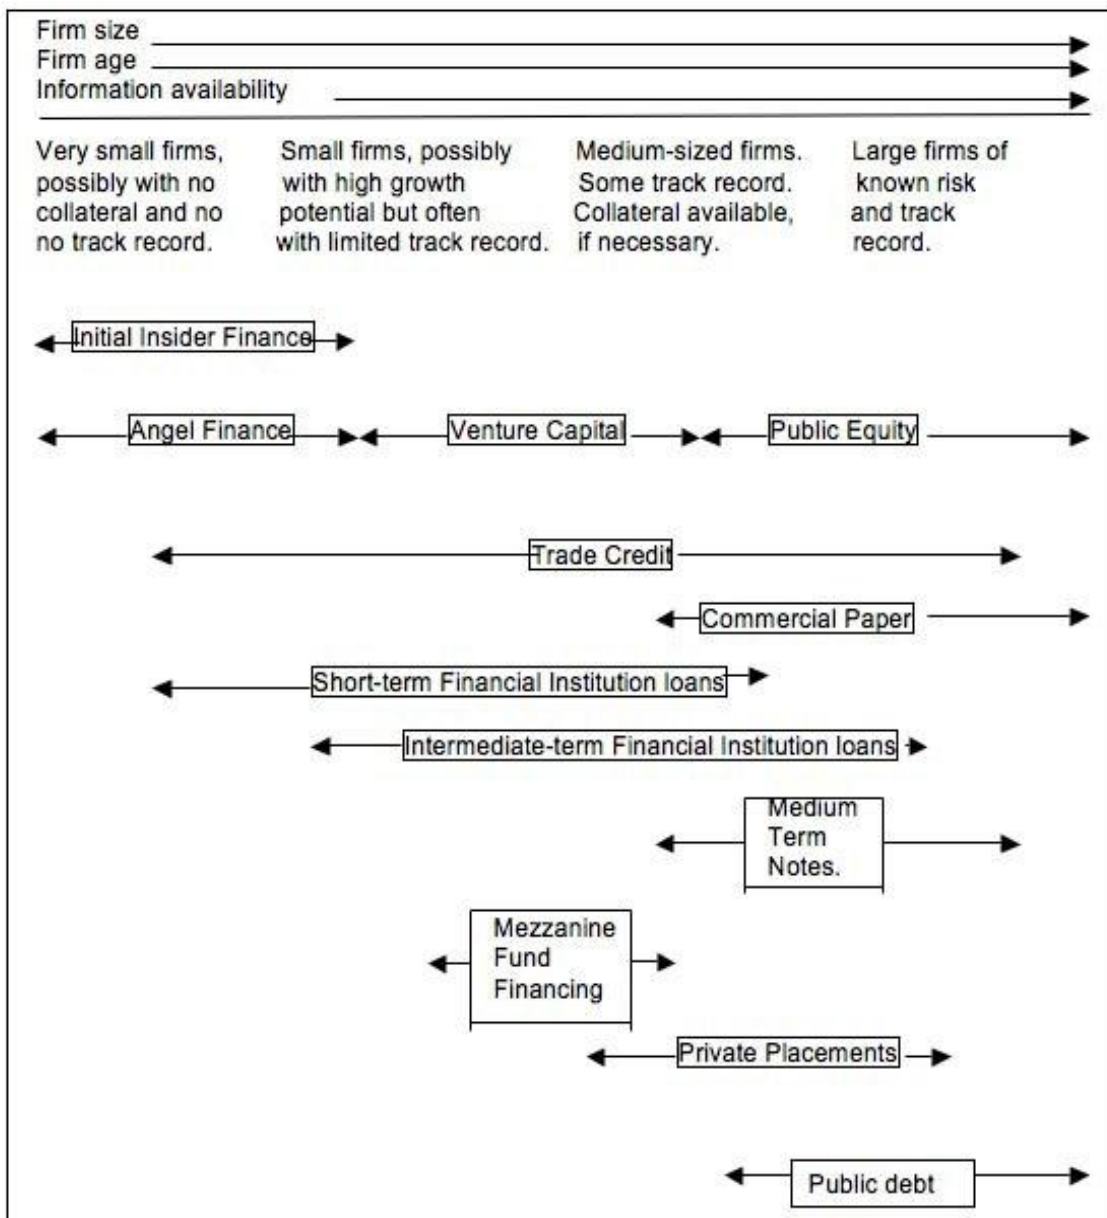 Firm size
Firm age
Information availability
Very small firms,
possibly with no
collateral and no
no track record.
Small firms, possibly
with high growth
potential but often
with limited track record.
Medium-sized firms.
Some track record.
Collateral available,
if necessary.
Large firms of
known risk
and track
record.
Initial Insider Finance
Angel Finance
Venture Capital
Public Equity
Trade Credit
Commercial Paper
Short-term Financial Institution loans
Intermediate-term Financial Institution loans
Medium
Term
Notes.
Mezzanine
Fund
Financing
Private Placements
Public debt